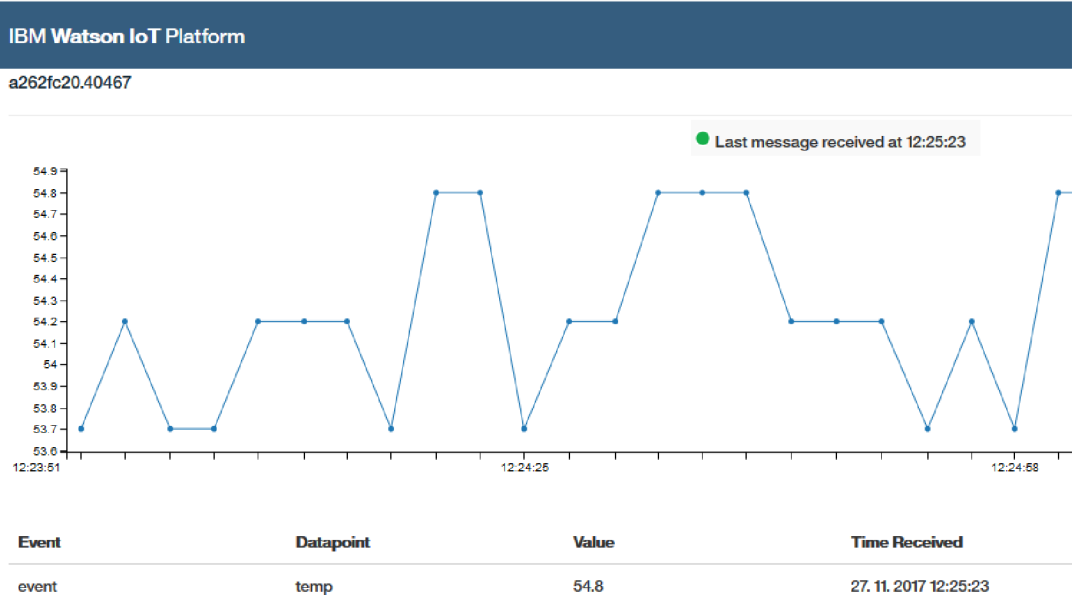 IBM Watson IoT Platform
a262fc20.40467
Last message received at 12:25:23
54.9
54.8
54.7
54.6
54.5
54.4
54.3
54.2
54.1
54
53.9
53.8
53.7
53.6
12:23:51 12:24:25 12:24:58
Event Datapoint Value Time Received
event temp 54.8 27. 11. 2017 12:25:23